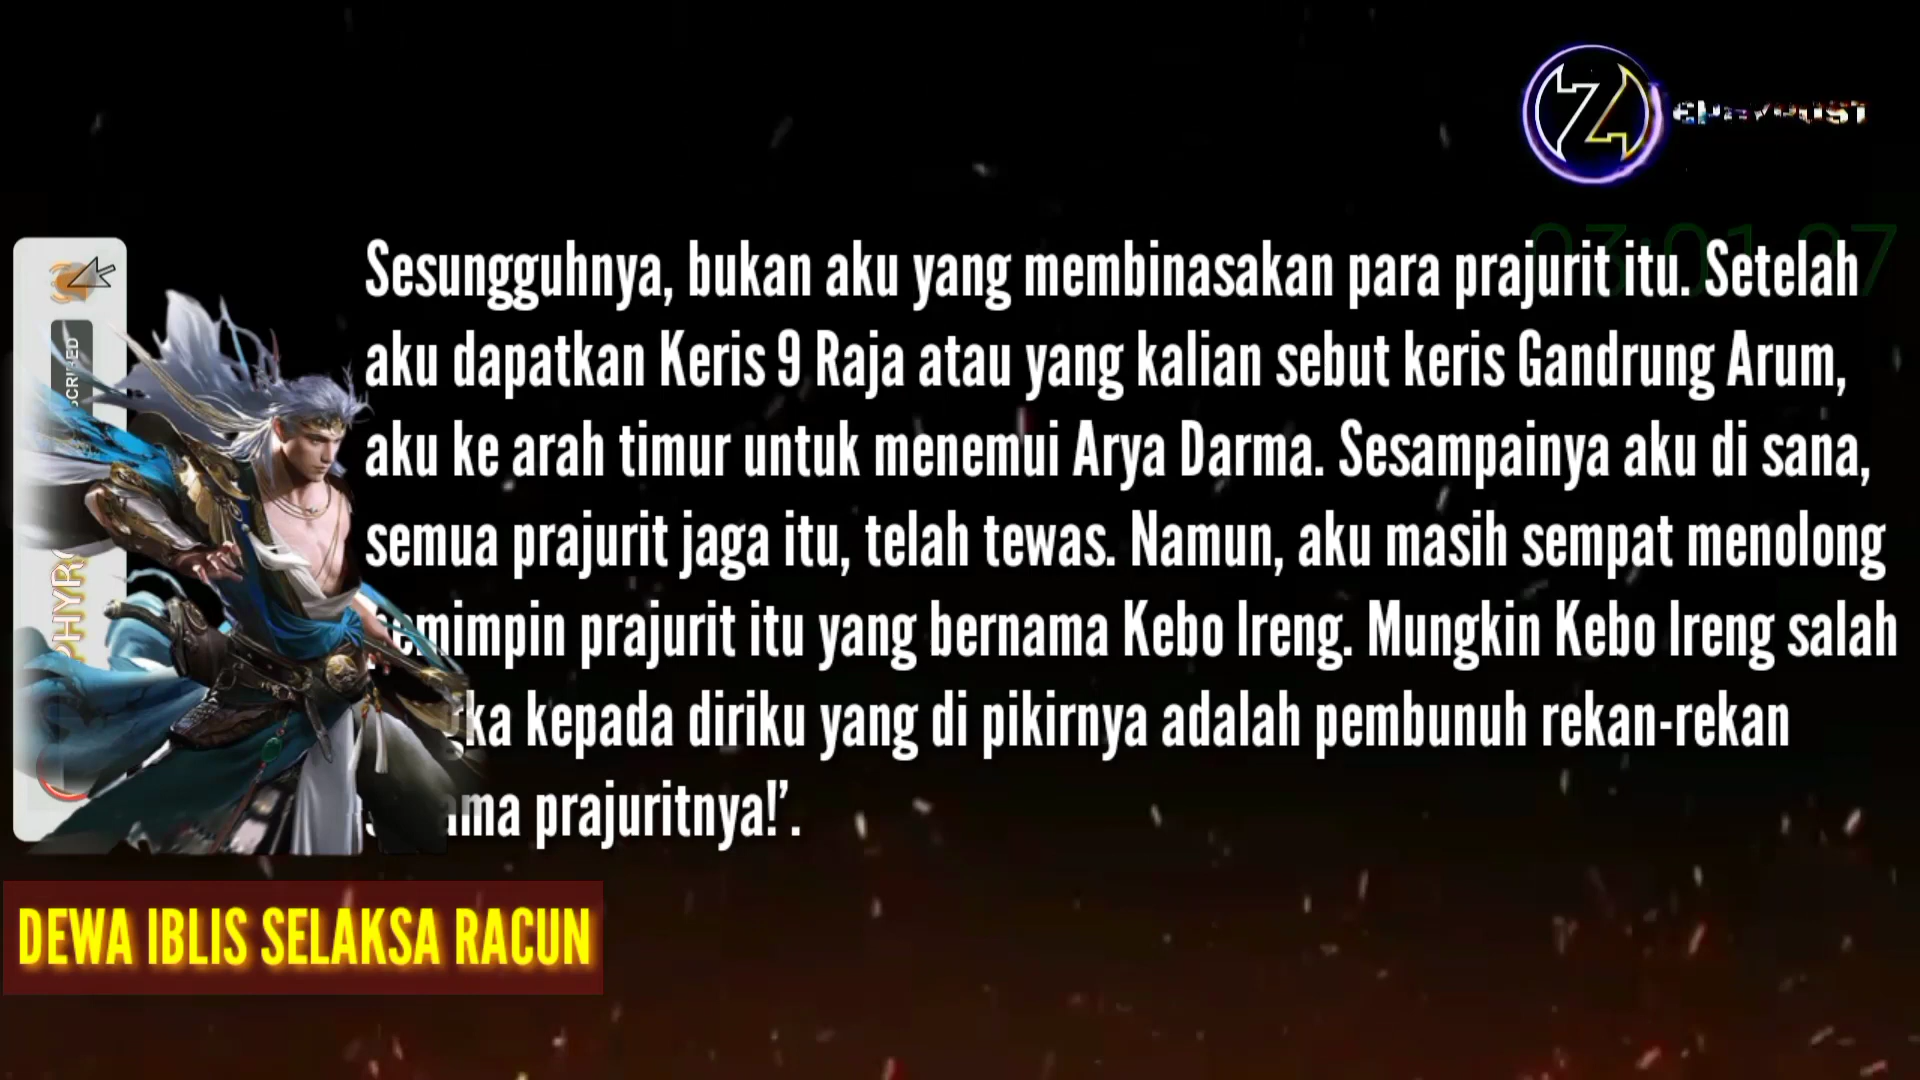 Sesungguhnya, bukan aku yang membinasakan para prajurit itu. Setelah
aku dapatkan Keris 9 Raja atau yang kalian sebut keris Gandrung Arum,
aku ke arah timur untuk menemui Arya Darma. Sesampainya aku di sana,
semua prajurit jaga itu, telah tewas. Namun, aku masih sempat menolong
pemimpin prajurit itu yang bernama Kebo Ireng. Mungkin Kebo Ireng salah
kepada diriku yang di pikirnya adalah pembunuh rekan-rekan
prajuritnya!’.
DEWA IBLIS SELAKSA RACUN